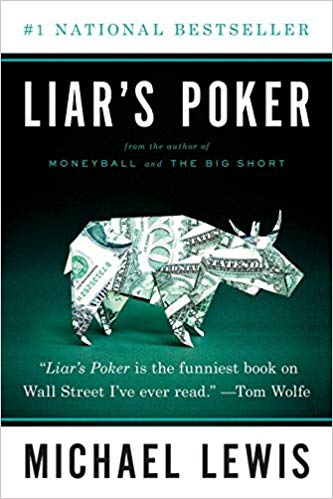 #1 NATIONAL BESTSELLER
LIAR'S POKER
from the author of
MONEYBALL and THE BIG SHORT
"Liar's Poker is the funniest book on
Wall Street I've ever read." —Tom Wolfe
MICHAEL LEWIS